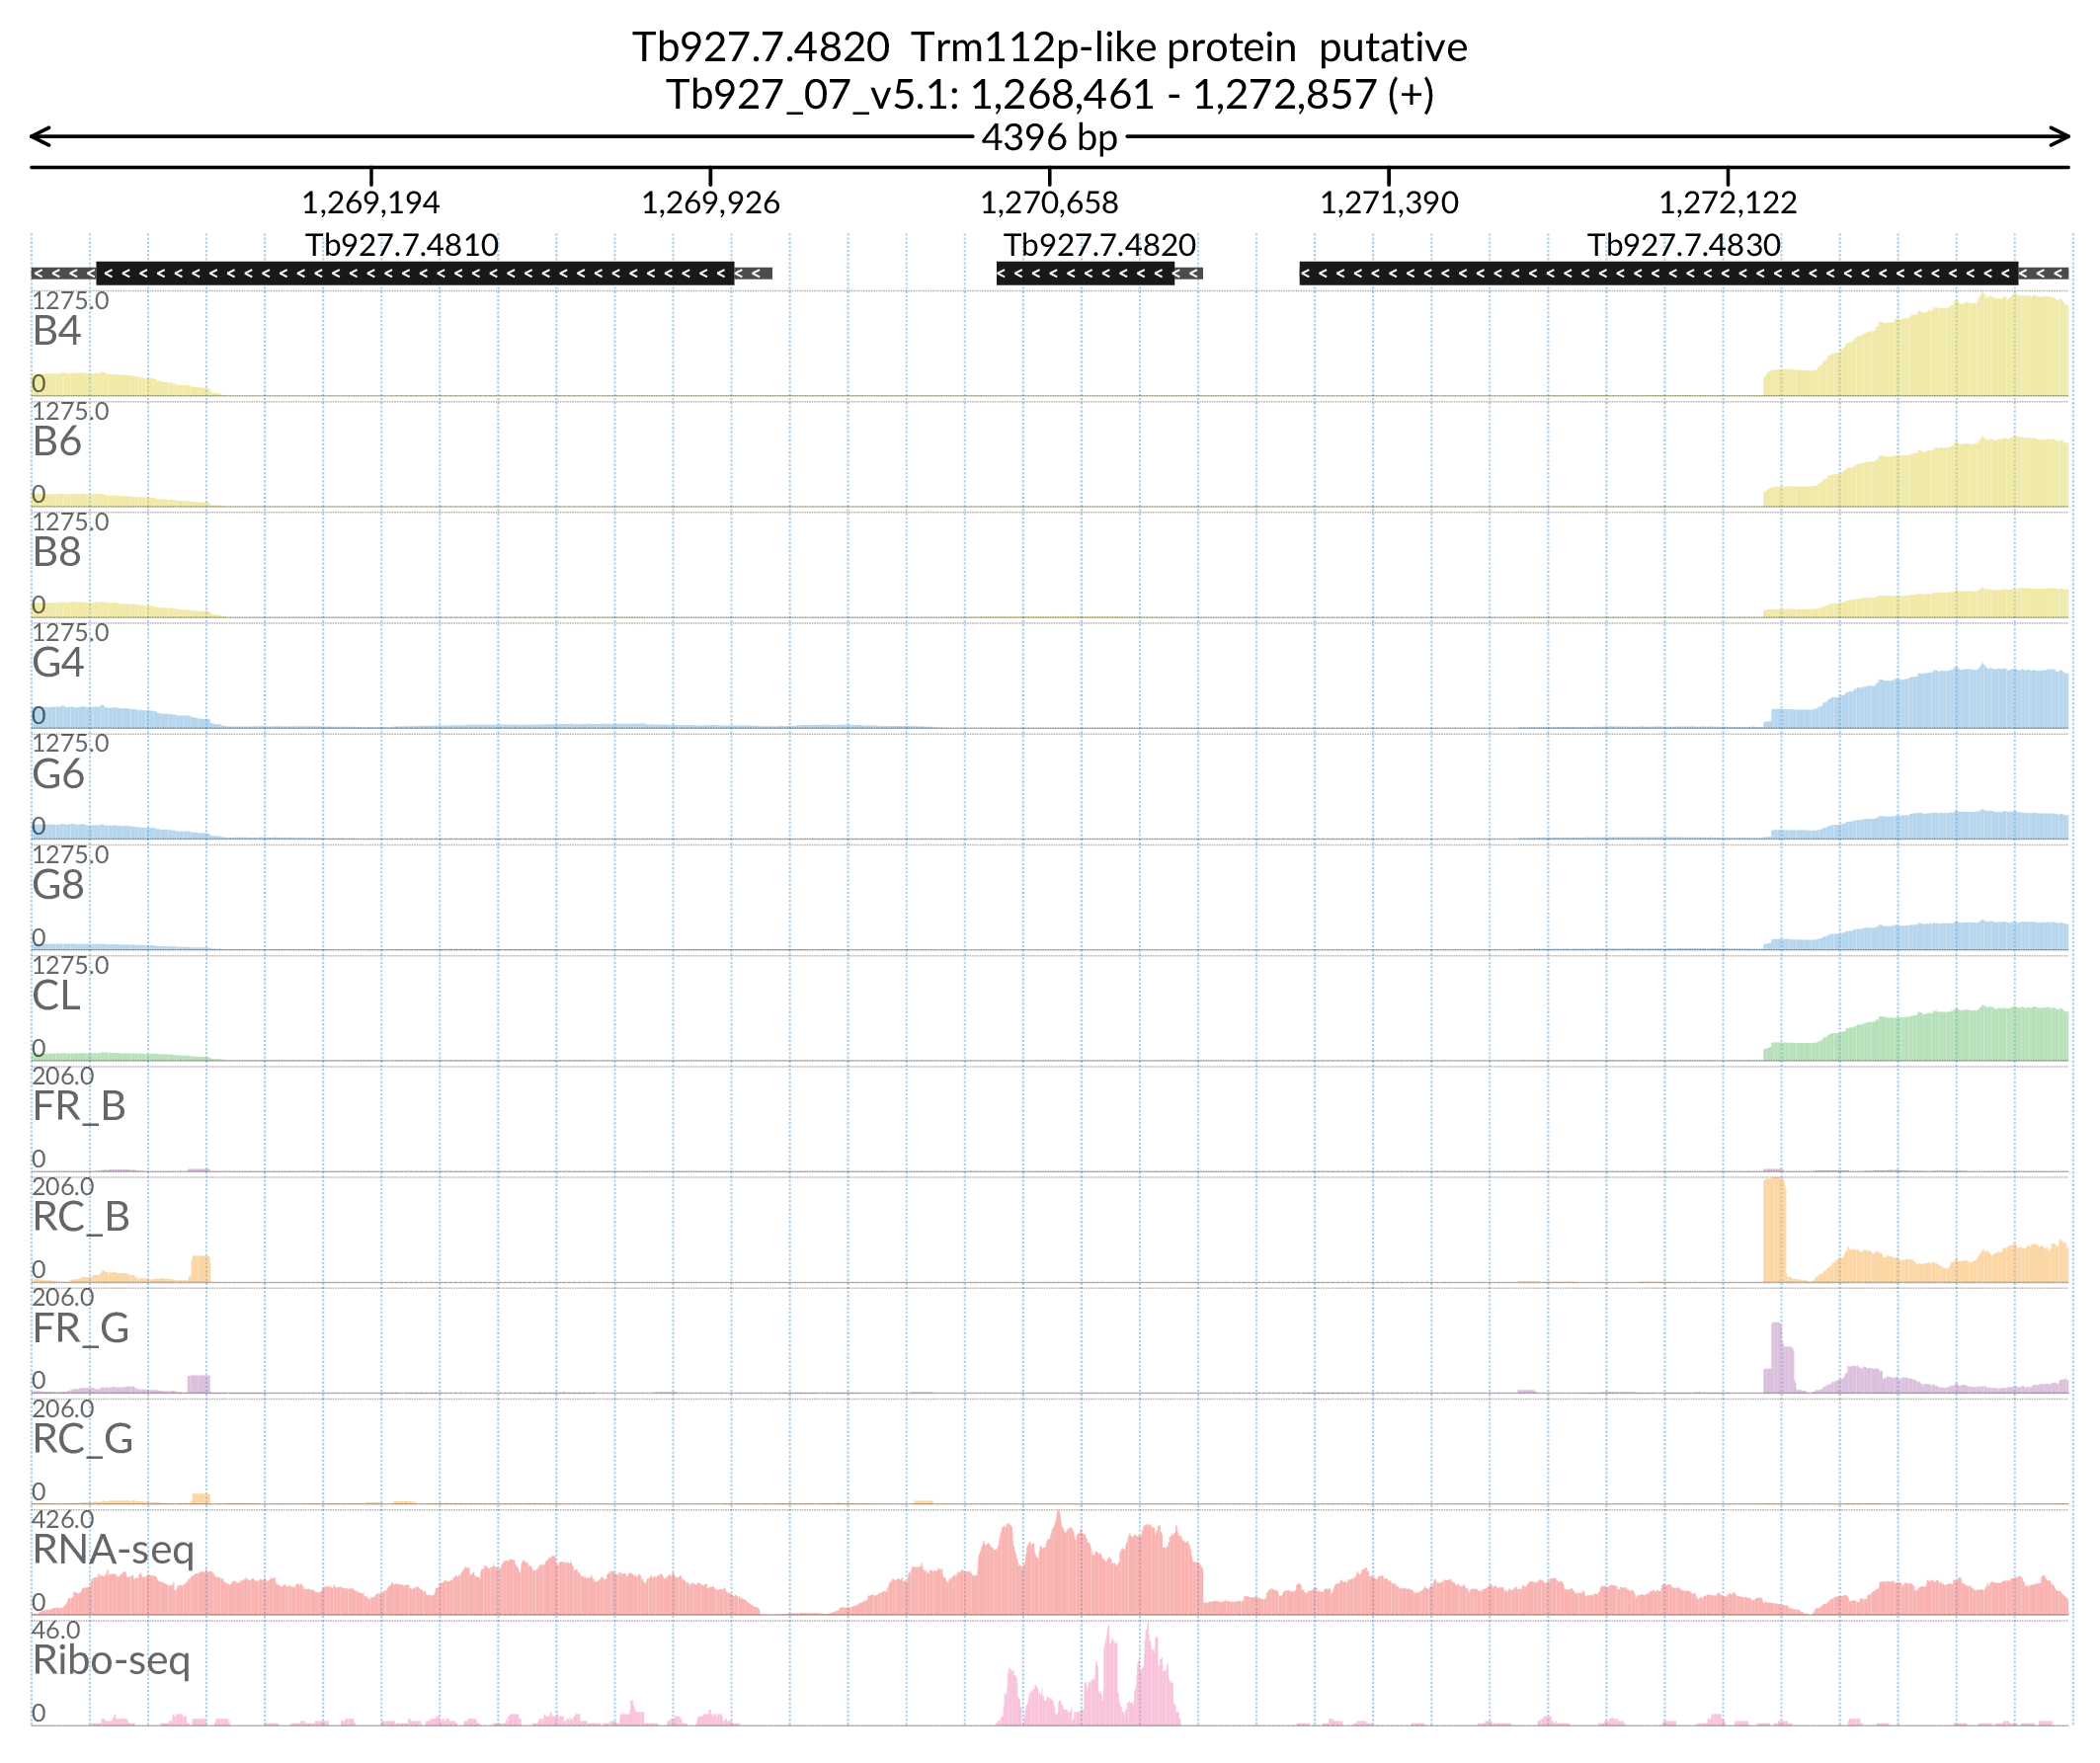 Tb927.7.4820  Trm112p-like protein  putative
Tb927_07_v5.1: 1,268,461 - 1,272,857 (+)
4396 bp
1,269,194 1,269,926 1,270,658 1,271,390 1,272,122
Tb927.7.4810 Tb927.7.4820 Tb927.7.4830
1275.0
B4
0
1275.0
B6
0
1275.0
B8
0
1275.0
G4
0
1275.0
G6
0
1275.0
G8
0
1275.0
CL
0
206.0
FR_B
0
206.0
RC_B
0
206.0
FR_G
0
206.0
RC_G
0
426.0
RNA-seq
0
46.0
Ribo-seq
0